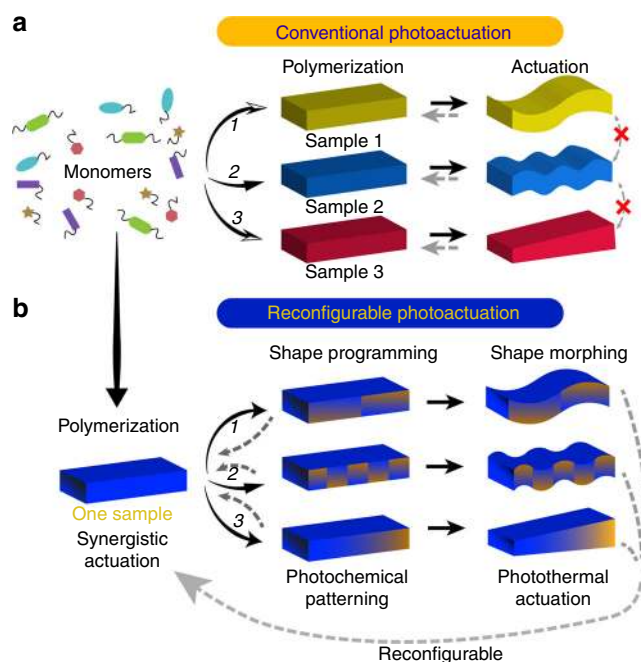 a
Conventional photoactuation
Polymerization
Actuation
Monomers
1
Sample 1
2
Sample 2
3
Sample 3
b
Reconfigurable photoactuation
Shape programming
Shape morphing
Polymerization
1
2
3
One sample
Synergistic
actuation
Photochemical
patterning
Photothermal
actuation
Reconfigurable